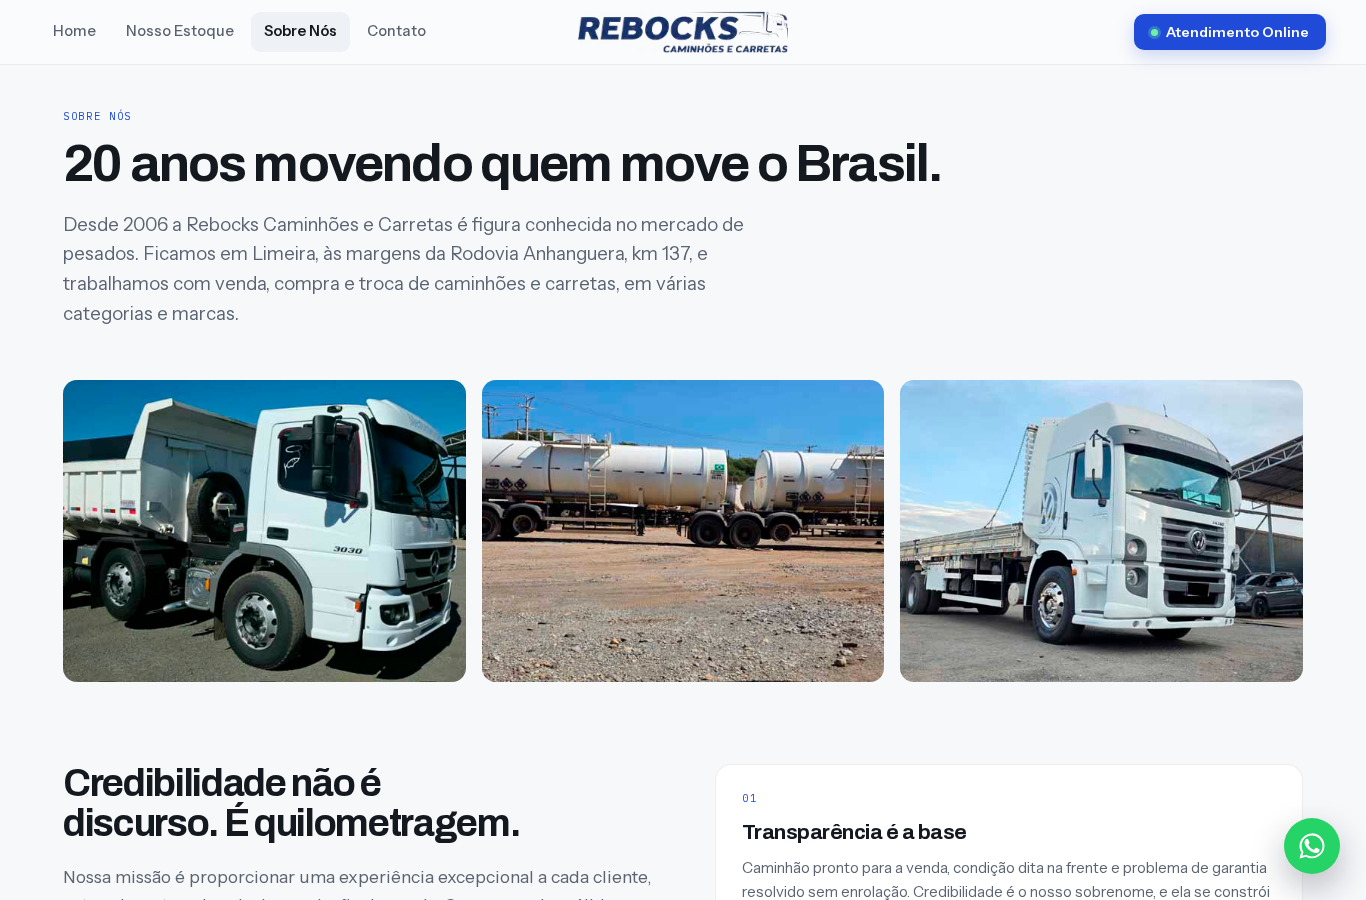 Home
Nosso Estoque
Sobre Nós
Contato
REBOCKS
CAMINHÕES E CARRETAS
Atendimento Online
SOBRE NÓS
20 anos movendo quem move o Brasil.
Desde 2006 a Rebocks Caminhões e Carretas é figura conhecida no mercado de
pesados. Ficamos em Limeira, às margens da Rodovia Anhanguera, km 137, e
trabalhamos com venda, compra e troca de caminhões e carretas, em várias
categorias e marcas.
3030
Credibilidade não é
discurso. É quilometragem.
Nossa missão é proporcionar uma experiência excepcional a cada cliente,
01
Transparência é a base
Caminhão pronto para a venda, condição dita na frente e problema de garantia
resolvido sem enrolação. Credibilidade é o nosso sobrenome, e ela se constrói